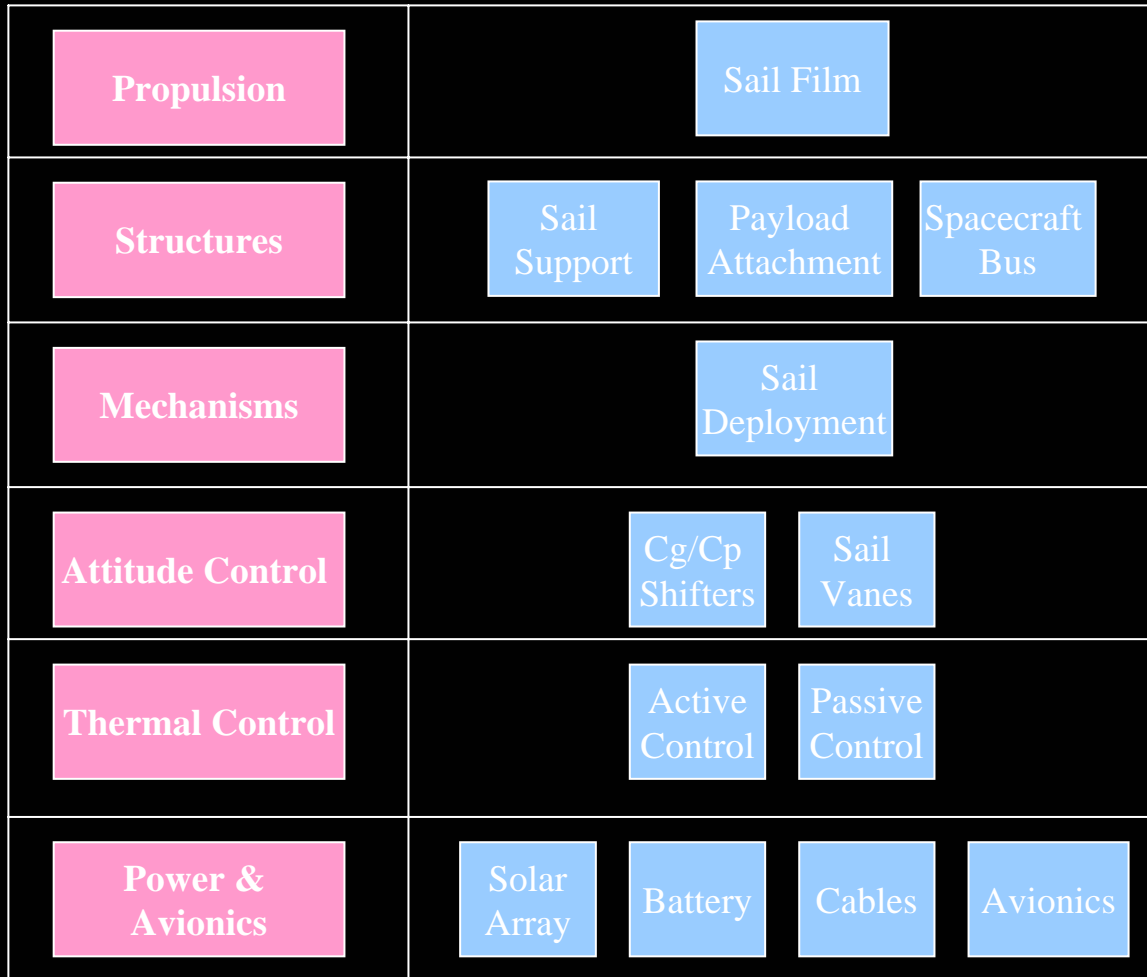 Propulsion
Sail Film
Structures
Sail
Support
Payload
Attachment
Spacecraft
Bus
Mechanisms
Sail
Deployment
Attitude Control
Cg/Cp
Shifters
Sail
Vanes
Thermal Control
Active
Control
Passive
Control
Power &
Avionics
Solar
Array
Battery
Cables
Avionics